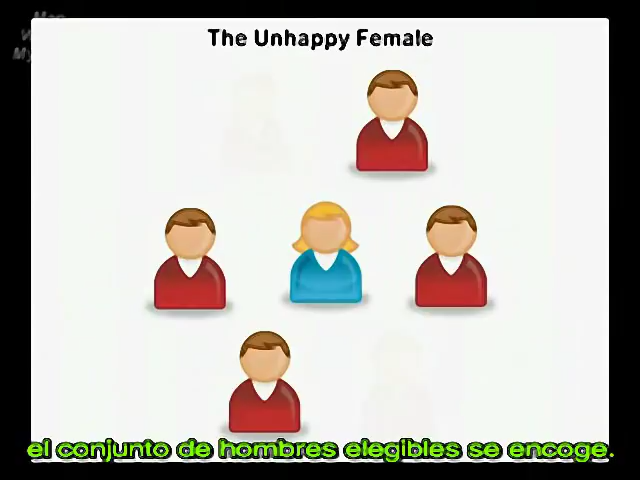 The Unhappy Female
el conjunto de hombres elegibles se encoge.